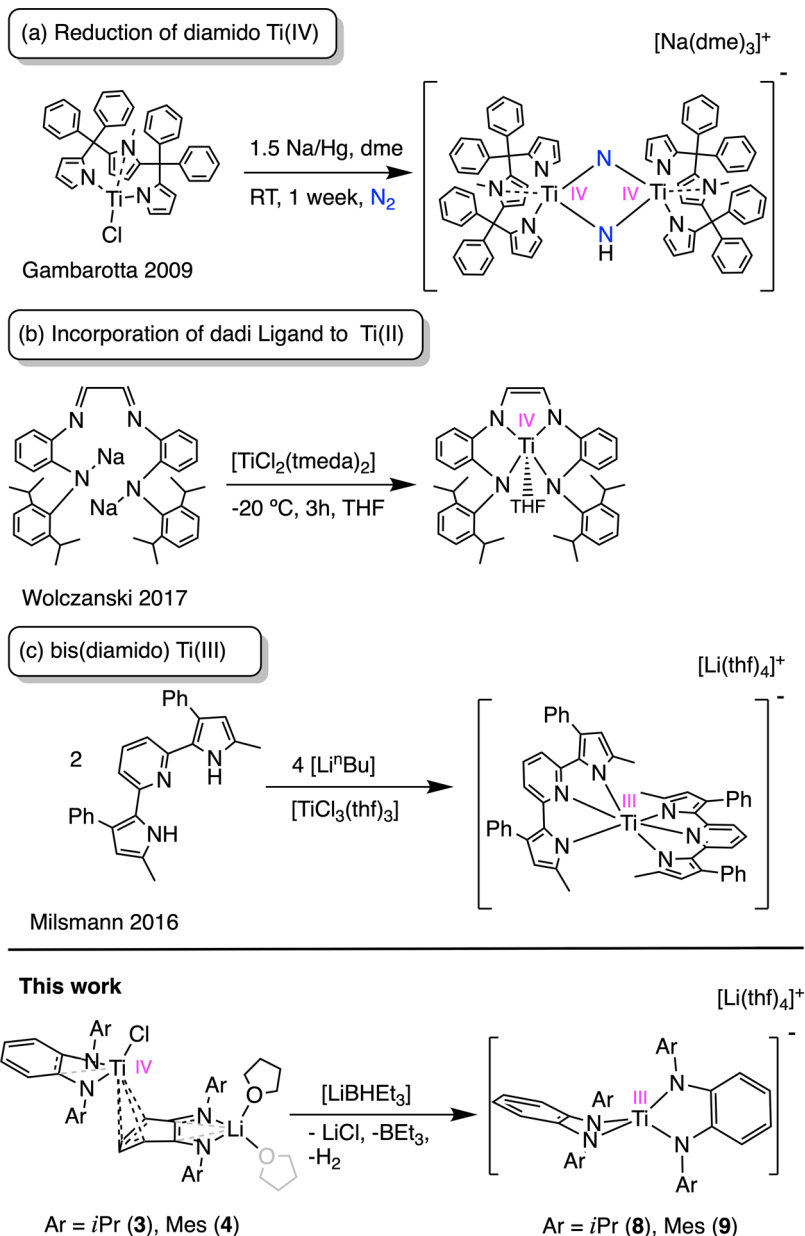 (a) Reduction of diamido Ti(IV)
[Na(dme)₃]⁺
-
N
N
Ti
N
Cl
1.5 Na/Hg, dme
RT, 1 week, N₂
N
N
N
Ti
IV
N
N
H
IV
Ti
N
N
N
Gambarotta 2009
(b) Incorporation of dadi Ligand to Ti(II)
N
N
Na
N
Na
N
[TiCl₂(tmeda)₂]
-20 ºC, 3h, THF
N
IV
N
Ti
N
N
THF
Wolczanski 2017
(c) bis(diamido) Ti(III)
[Li(thf)₄]⁺
-
Ph
2
N
N
H
Ph
NH
4 [LiⁿBu]
[TiCl₃(thf)₃]
Ph
N
N
N
Ph
III
Ti
N
N
N
Ph
Ph
Milsmann 2016
This work
[Li(thf)₄]⁺
-
Ar
Cl
N
Ti
IV
N
Ar
Ar
N
Li
O
O
N
Ar
[LiBHEt₃]
- LiCl, -BEt₃,
-H₂
Ar
N
N
Ar
III
Ti
Ar
N
N
Ar
Ar = iPr (3), Mes (4)
Ar = iPr (8), Mes (9)